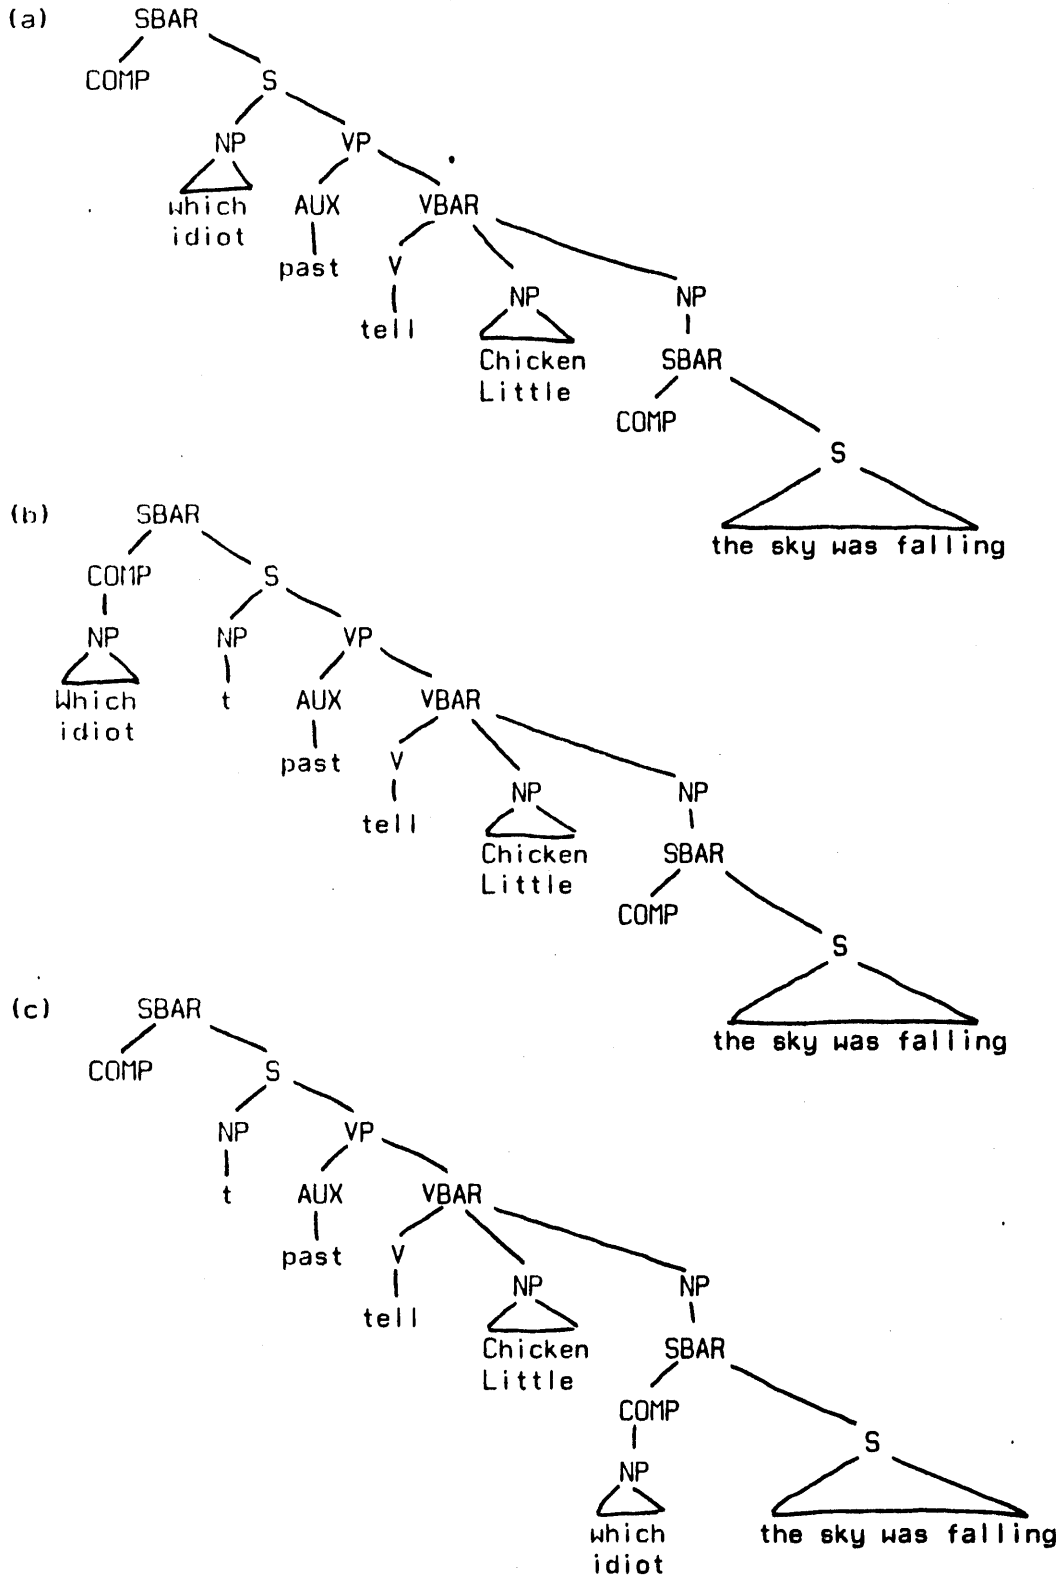 (a) SBAR
COMP S
NP VP
which AUX VBAR
idiot
past V NP
tell
Chicken SBAR
Little
COMP
S
the sky was falling
(b) SBAR
COMP S
NP NP VP
Which t AUX VBAR
idiot
past V
NP NP
tell
Chicken SBAR
Little
COMP
S
(c) SBAR
the sky was falling
COMP S
NP VP
t AUX VBAR
past V
NP NP
tell
Chicken SBAR
Little
COMP
S
NP
which the sky was falling
idiot